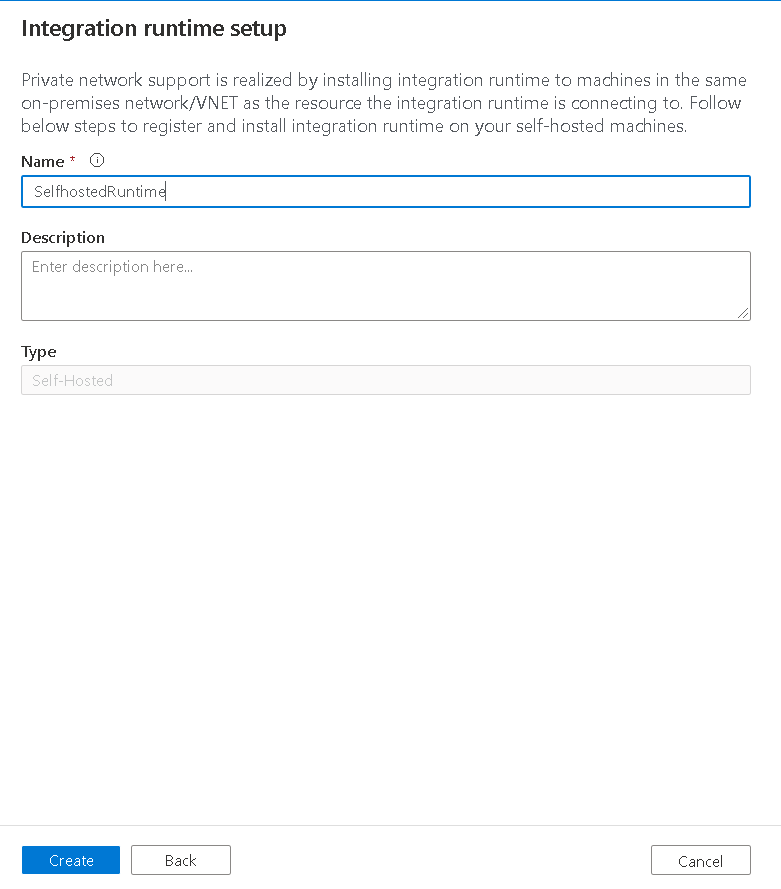 Integration runtime setup
Private network support is realized by installing integration runtime to machines in the same
on-premises network/VNET as the resource the integration runtime is connecting to. Follow
below steps to register and install integration runtime on your self-hosted machines.
Name *
SelfhostedRuntime
Description
Enter description here...
Type
Self-Hosted
Create
Back
Cancel